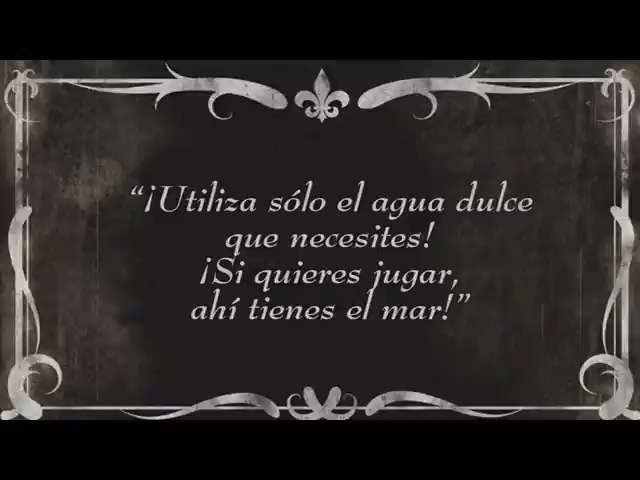 “¡Utiliza sólo el agua dulce
que necesites!
¡Si quieres jugar,
ahí tienes el mar!”